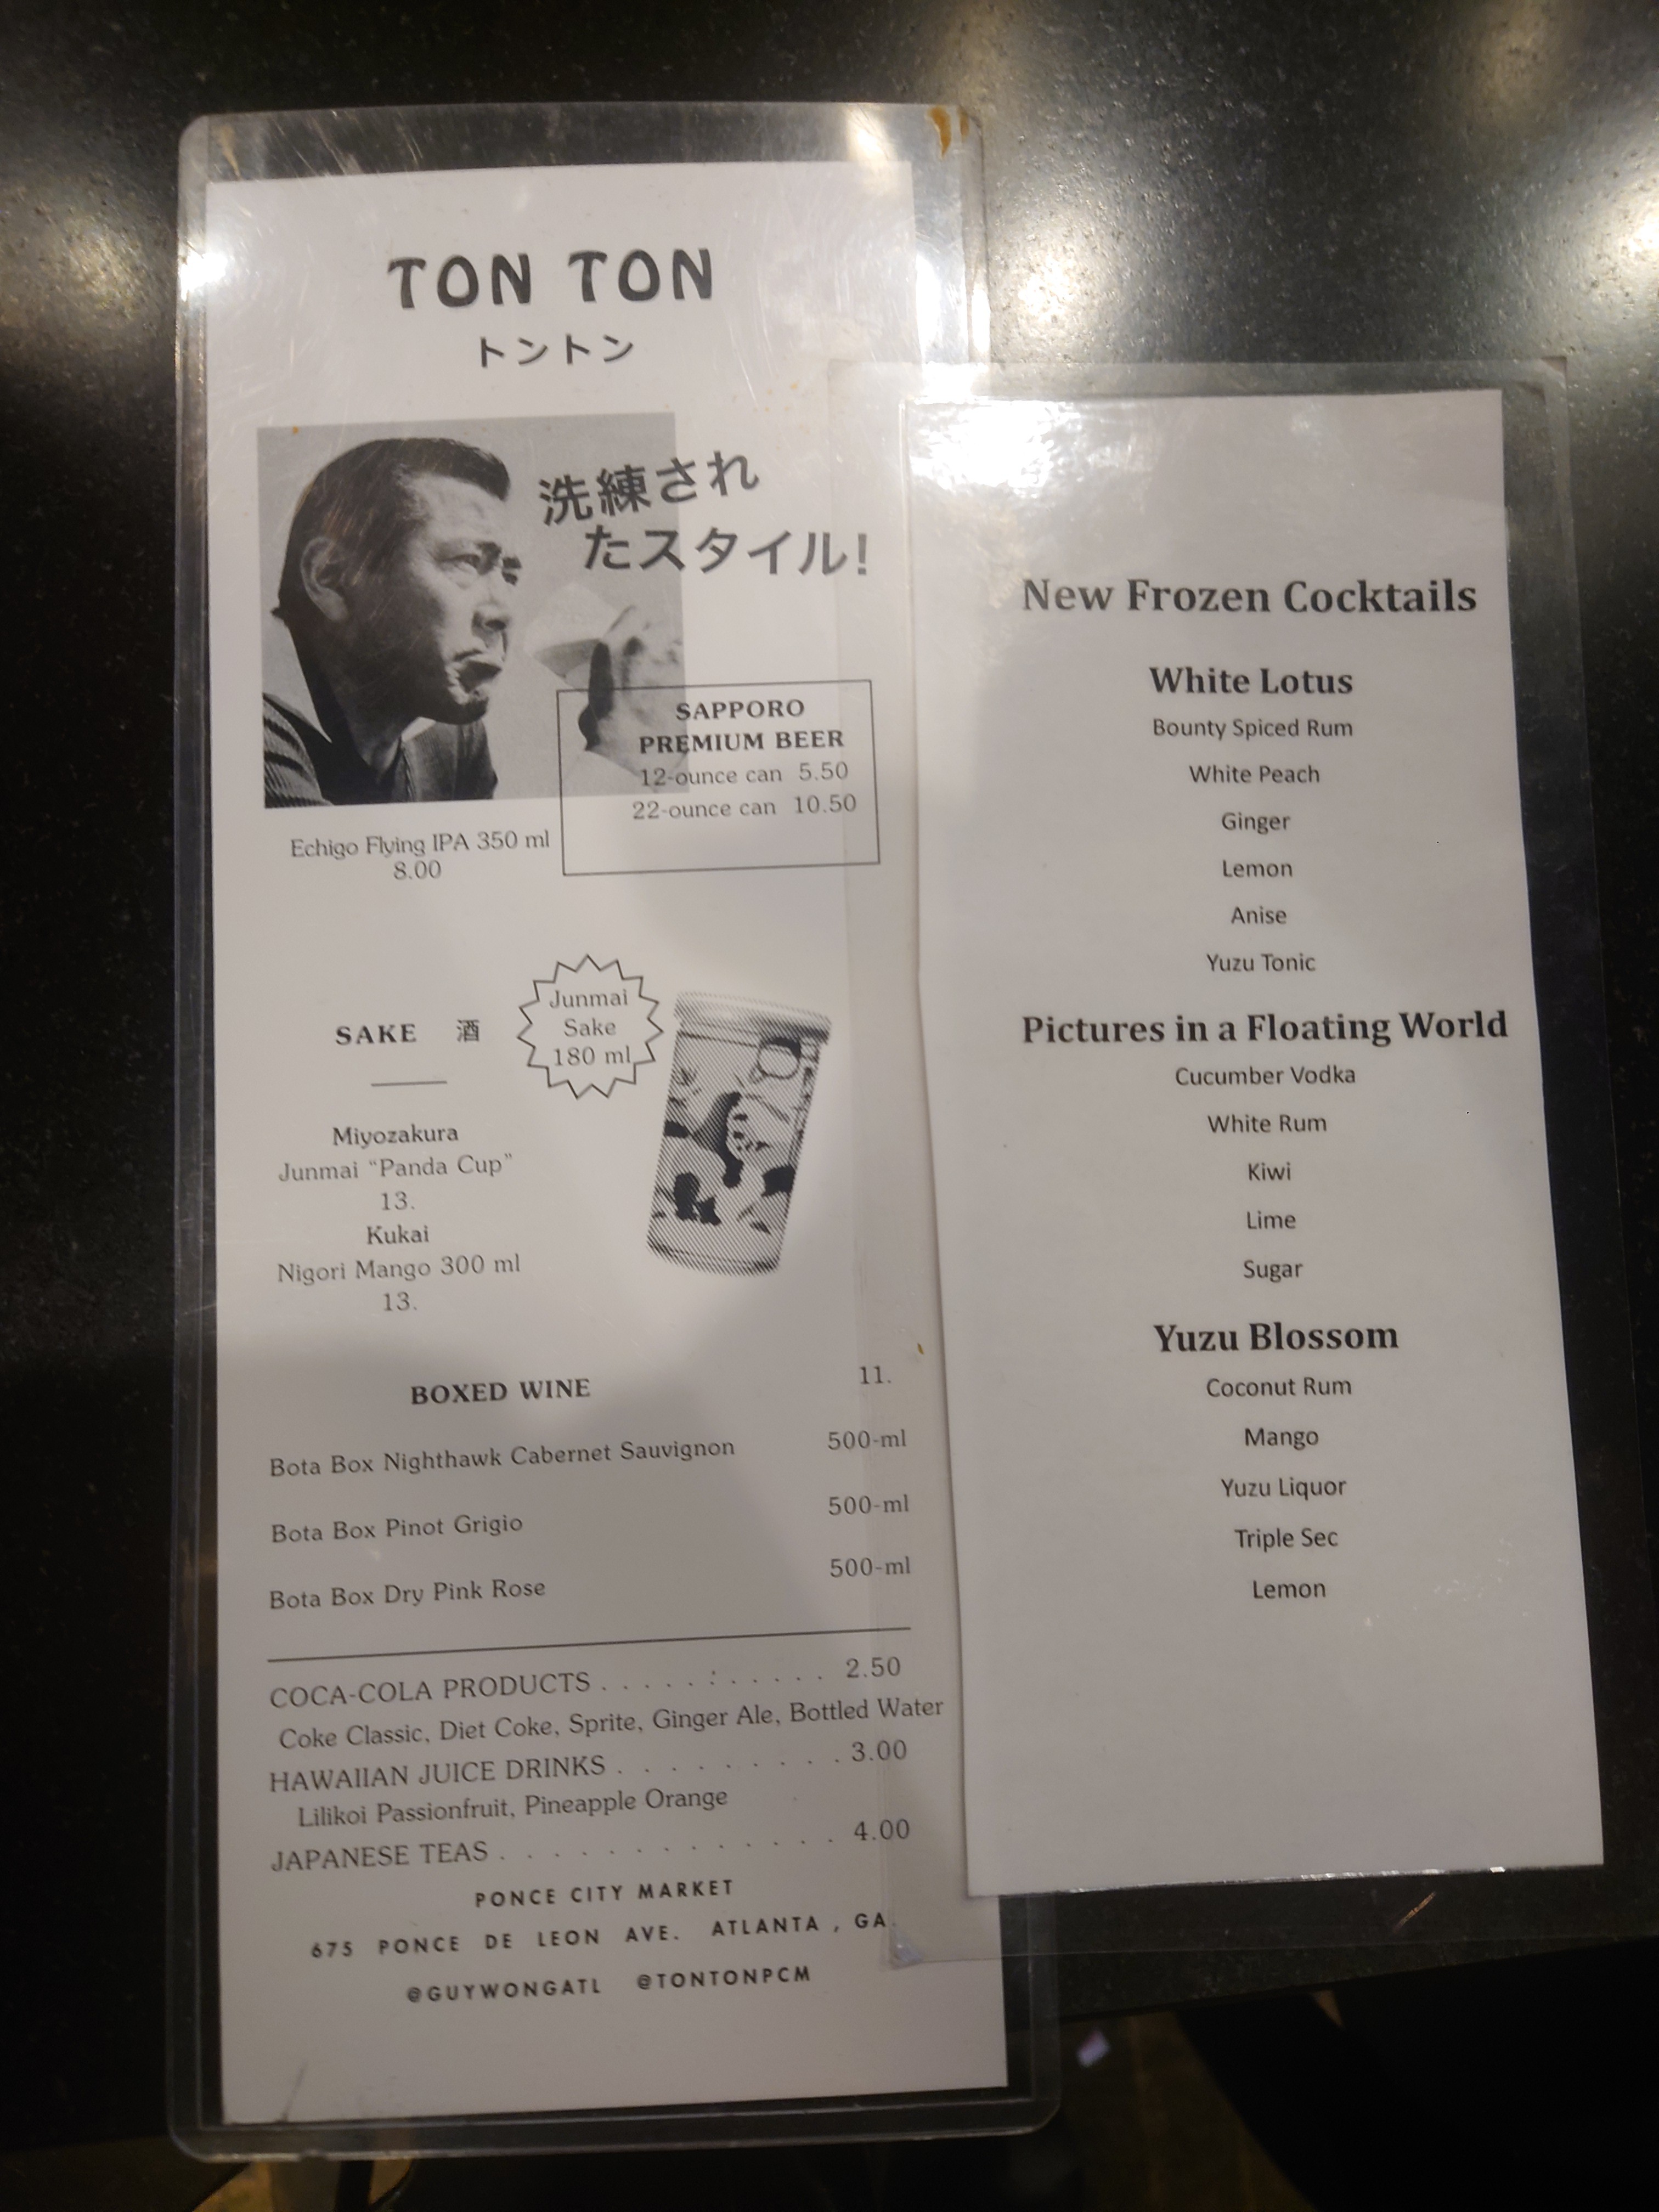 TON TON
トントン
洗練され
たスタイル!
SAPPORO
PREMIUM BEER
12-ounce can 5.50
22-ounce can 10.50
Echigo Flying IPA 350 ml
8.00
Junmai
Sake
180 ml
SAKE 酒
Miyozakura
Junmai “Panda Cup”
13.
Kukai
Nigori Mango 300 ml
13.
BOXED WINE 11.
Bota Box Nighthawk Cabernet Sauvignon 500-ml
Bota Box Pinot Grigio 500-ml
Bota Box Dry Pink Rose 500-ml
COCA-COLA PRODUCTS . . . . . : . . . . . 2.50
Coke Classic, Diet Coke, Sprite, Ginger Ale, Bottled Water
HAWAIIAN JUICE DRINKS . . . . . . . . . 3.00
Lilikoi Passionfruit, Pineapple Orange
JAPANESE TEAS . . . . . . . . . . . . . 4.00
PONCE CITY MARKET
675 PONCE DE LEON AVE. ATLANTA , GA.
@GUYWONGATL @TONTONPCM
New Frozen Cocktails
White Lotus
Bounty Spiced Rum
White Peach
Ginger
Lemon
Anise
Yuzu Tonic
Pictures in a Floating World
Cucumber Vodka
White Rum
Kiwi
Lime
Sugar
Yuzu Blossom
Coconut Rum
Mango
Yuzu Liquor
Triple Sec
Lemon